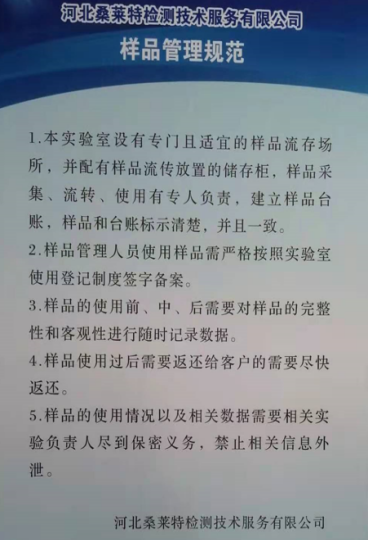 河北桑莱特检测技术服务有限公司
样品管理规范
1.本实验室设有专门且适宜的样品流存场
所，并配有样品流传放置的储存柜，样品采
集、流转、使用有专人负责，建立样品台
账，样品和台账标示清楚，并且一致。
2.样品管理人员使用样品需严格按照实验室
使用登记制度签字备案。
3.样品的使用前、中、后需要对样品的完整
性和客观性进行随时记录数据。
4.样品使用过后需要返还给客户的需要尽快
返还。
5.样品的使用情况以及相关数据需要相关实
验负责人尽到保密义务，禁止相关信息外
泄。
河北桑莱特检测技术服务有限公司